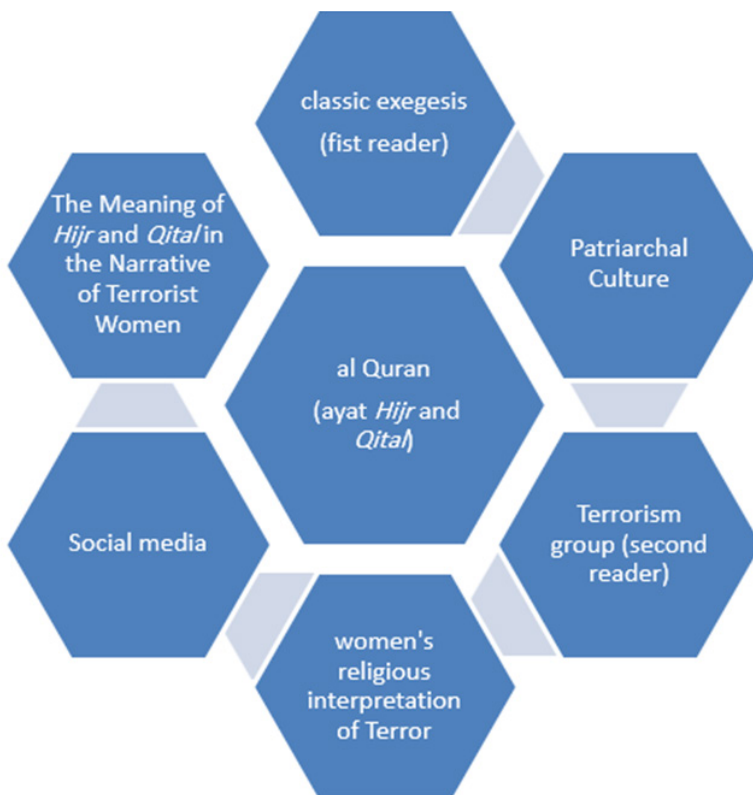 classic exegesis
(fist reader)
Patriarchal
Culture
Terrorism
group (second
reader)
women's
religious
interpretation
of Terror
Social media
The Meaning of
Hijr and Qital in
the Narrative
of Terrorist
Women
al Quran
(ayat Hijr and
Qital)